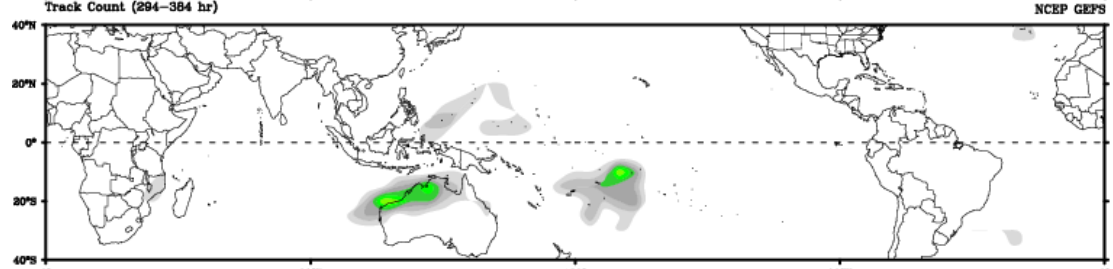 Track Count (294–384 hr)
NCEP GEFS
40°N
20°N
0°
20°S
40°S